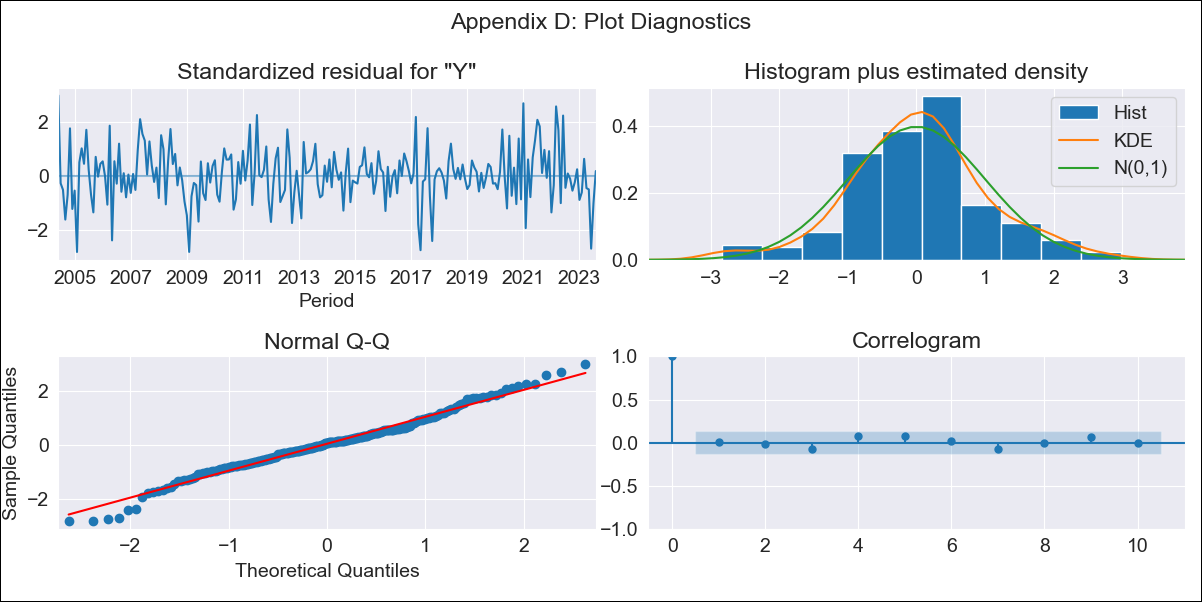 Appendix D: Plot Diagnostics
Standardized residual for "Y"
2
0
−2
2005 2007 2009 2011 2013 2015 2017 2019 2021 2023
Period
Histogram plus estimated density
0.4
0.2
0.0
−3 −2 −1 0 1 2 3
Hist
KDE
N(0,1)
Normal Q-Q
Sample Quantiles
2
0
−2
−2 −1 0 1 2
Theoretical Quantiles
Correlogram
1.0
0.5
0.0
−0.5
−1.0
0 2 4 6 8 10